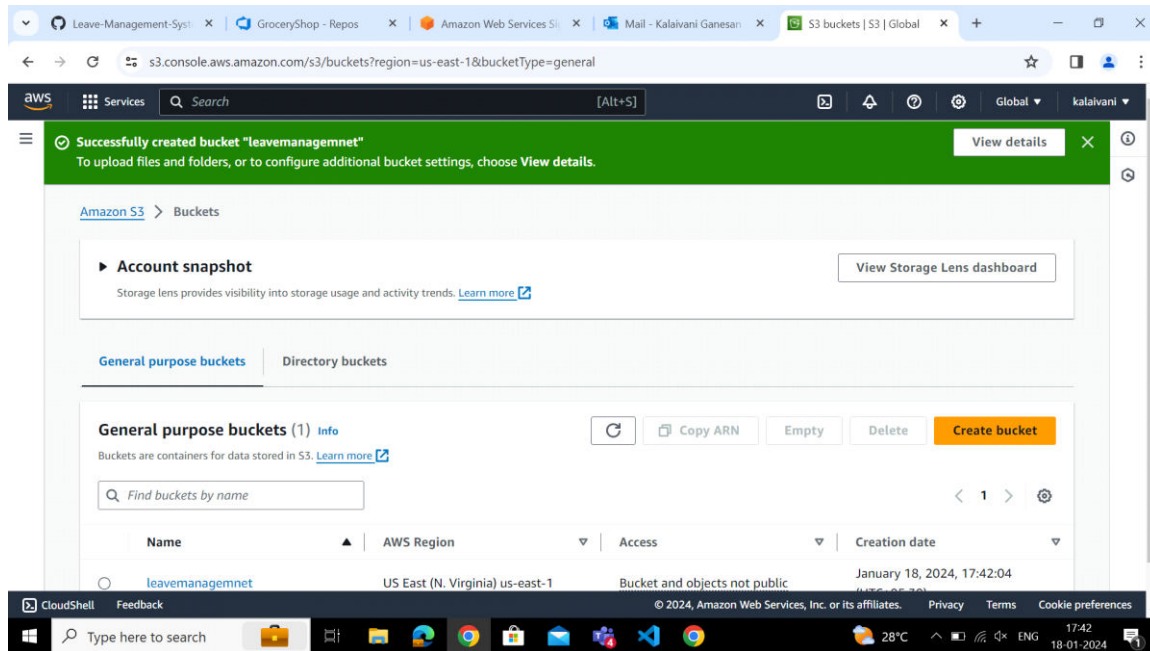 Leave-Management-Syst
GroceryShop - Repos
Amazon Web Services Si
Mail - Kalaivani Ganesan
S3 buckets | S3 | Global
s3.console.aws.amazon.com/s3/buckets?region=us-east-1&bucketType=general
aws
Services
Search
[Alt+S]
Global
kalaivani
Successfully created bucket "leavemanagemnet"
To upload files and folders, or to configure additional bucket settings, choose View details.
View details
Amazon S3 > Buckets
Account snapshot
View Storage Lens dashboard
Storage lens provides visibility into storage usage and activity trends. Learn more
General purpose buckets
Directory buckets
General purpose buckets (1) Info
Copy ARN
Empty
Delete
Create bucket
Buckets are containers for data stored in S3. Learn more
Find buckets by name
1
Name
AWS Region
Access
Creation date
leavemanagemnet
US East (N. Virginia) us-east-1
Bucket and objects not public
January 18, 2024, 17:42:04
CloudShell
Feedback
© 2024, Amazon Web Services, Inc. or its affiliates.
Privacy
Terms
Cookie preferences
Type here to search
28°C
ENG
17:42
18-01-2024